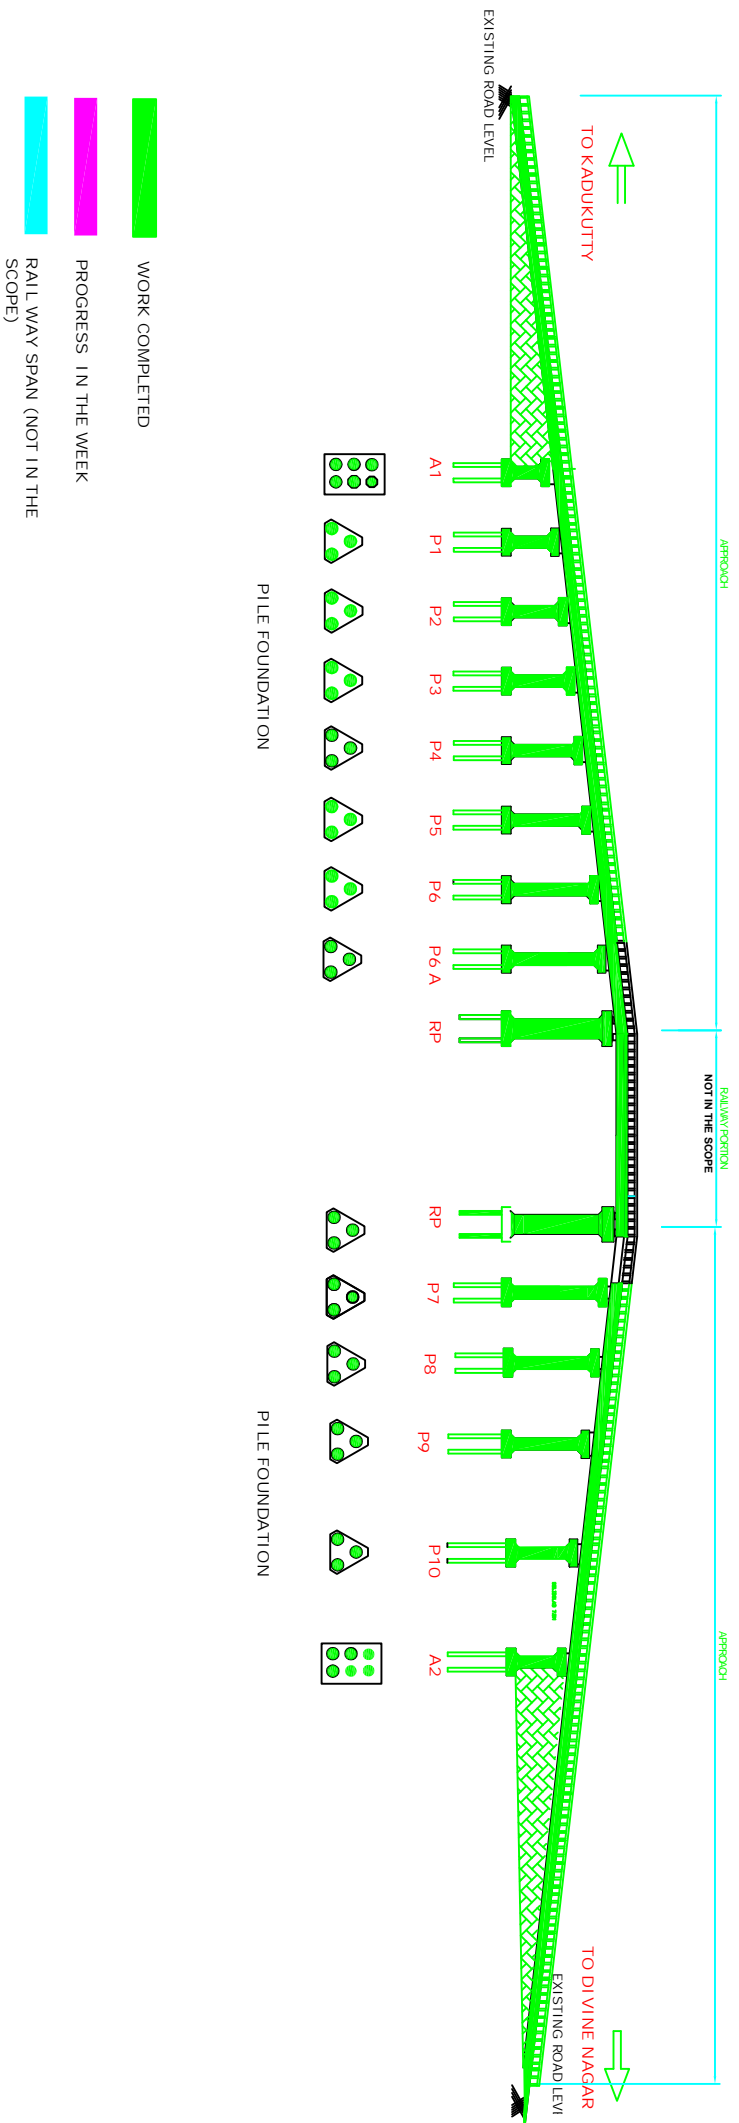 APPROACH
RAILWAY PORTION
NOT IN THE SCOPE
APPROACH
TO KADUKUTTY
TO DIVINE NAGAR
EXISTING ROAD LEVEL
EXISTING ROAD LEVEL
A1
P1
P2
P3
P4
P5
P6
P6 A
RP
RP
P7
P8
P9
P10
A2
PILE FOUNDATION
PILE FOUNDATION
WORK COMPLETED
PROGRESS IN THE WEEK
RAIL WAY SPAN (NOT IN THE
SCOPE)